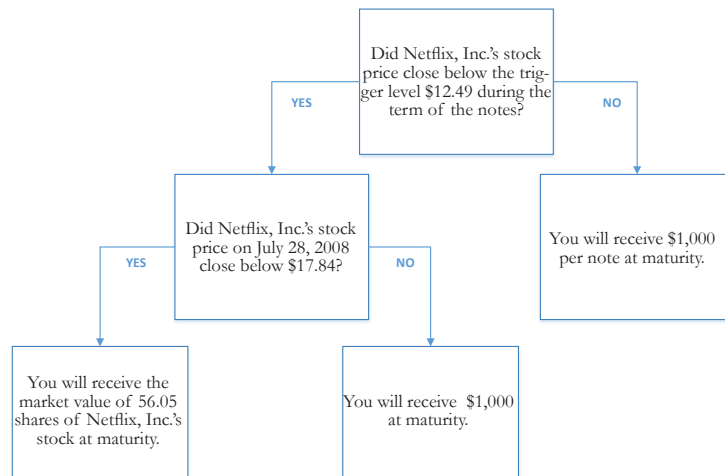 Did Netflix, Inc.'s stock
price close below the trig-
ger level $12.49 during the
term of the notes?
YES
NO
Did Netflix, Inc.'s stock
price on July 28, 2008
close below $17.84?
You will receive $1,000
per note at maturity.
YES
NO
You will receive the
market value of 56.05
shares of Netflix, Inc.'s
stock at maturity.
You will receive $1,000
at maturity.